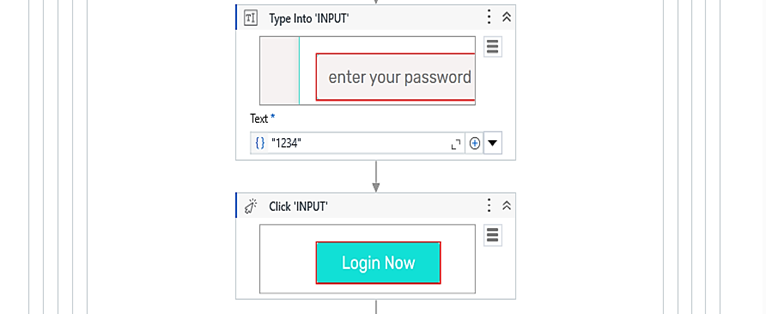 Type Into 'INPUT'
enter your password
Text *
{} "1234"
Click 'INPUT'
Login Now